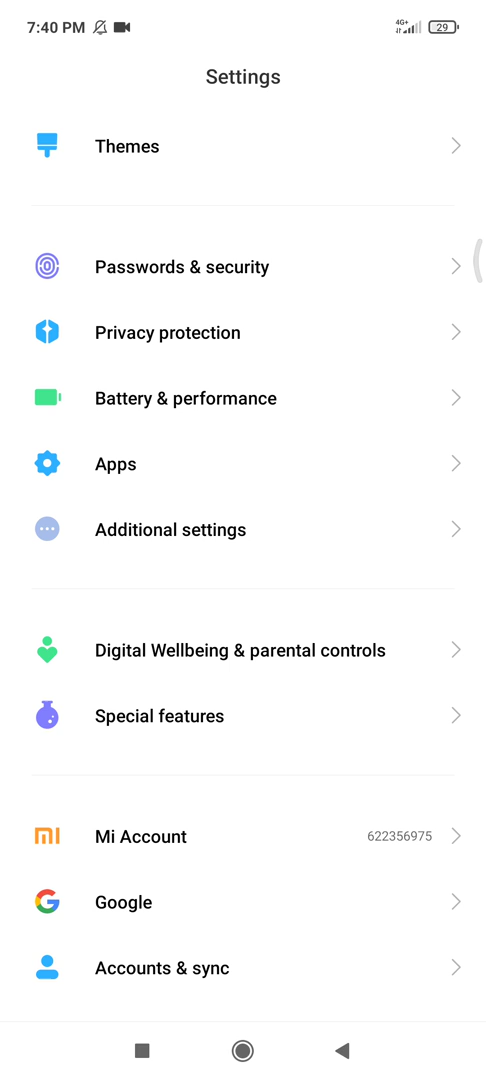 7:40 PM
4G+
29
Settings
Themes
Passwords & security
Privacy protection
Battery & performance
Apps
Additional settings
Digital Wellbeing & parental controls
Special features
Mi Account 622356975
Google
Accounts & sync